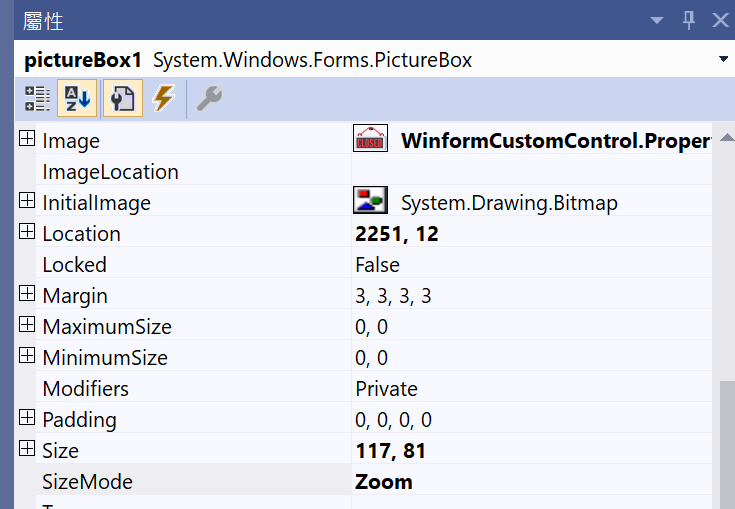 屬性
pictureBox1 System.Windows.Forms.PictureBox
Image CLOSED WinformCustomControl.Proper
ImageLocation
InitialImage System.Drawing.Bitmap
Location 2251, 12
Locked False
Margin 3, 3, 3, 3
MaximumSize 0, 0
MinimumSize 0, 0
Modifiers Private
Padding 0, 0, 0, 0
Size 117, 81
SizeMode Zoom